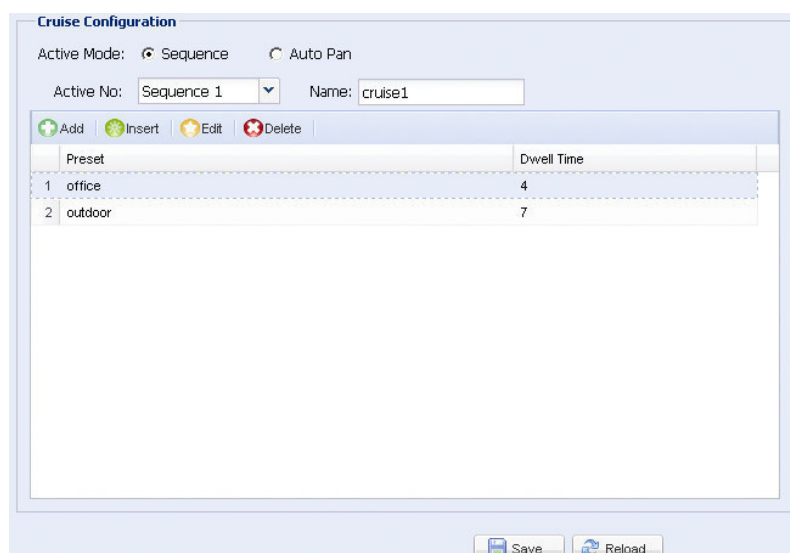 Cruise Configuration
Active Mode: Sequence Auto Pan
Active No: Sequence 1 Name: cruise1
Add Insert Edit Delete
Preset Dwell Time
1 office 4
2 outdoor 7
Save Reload